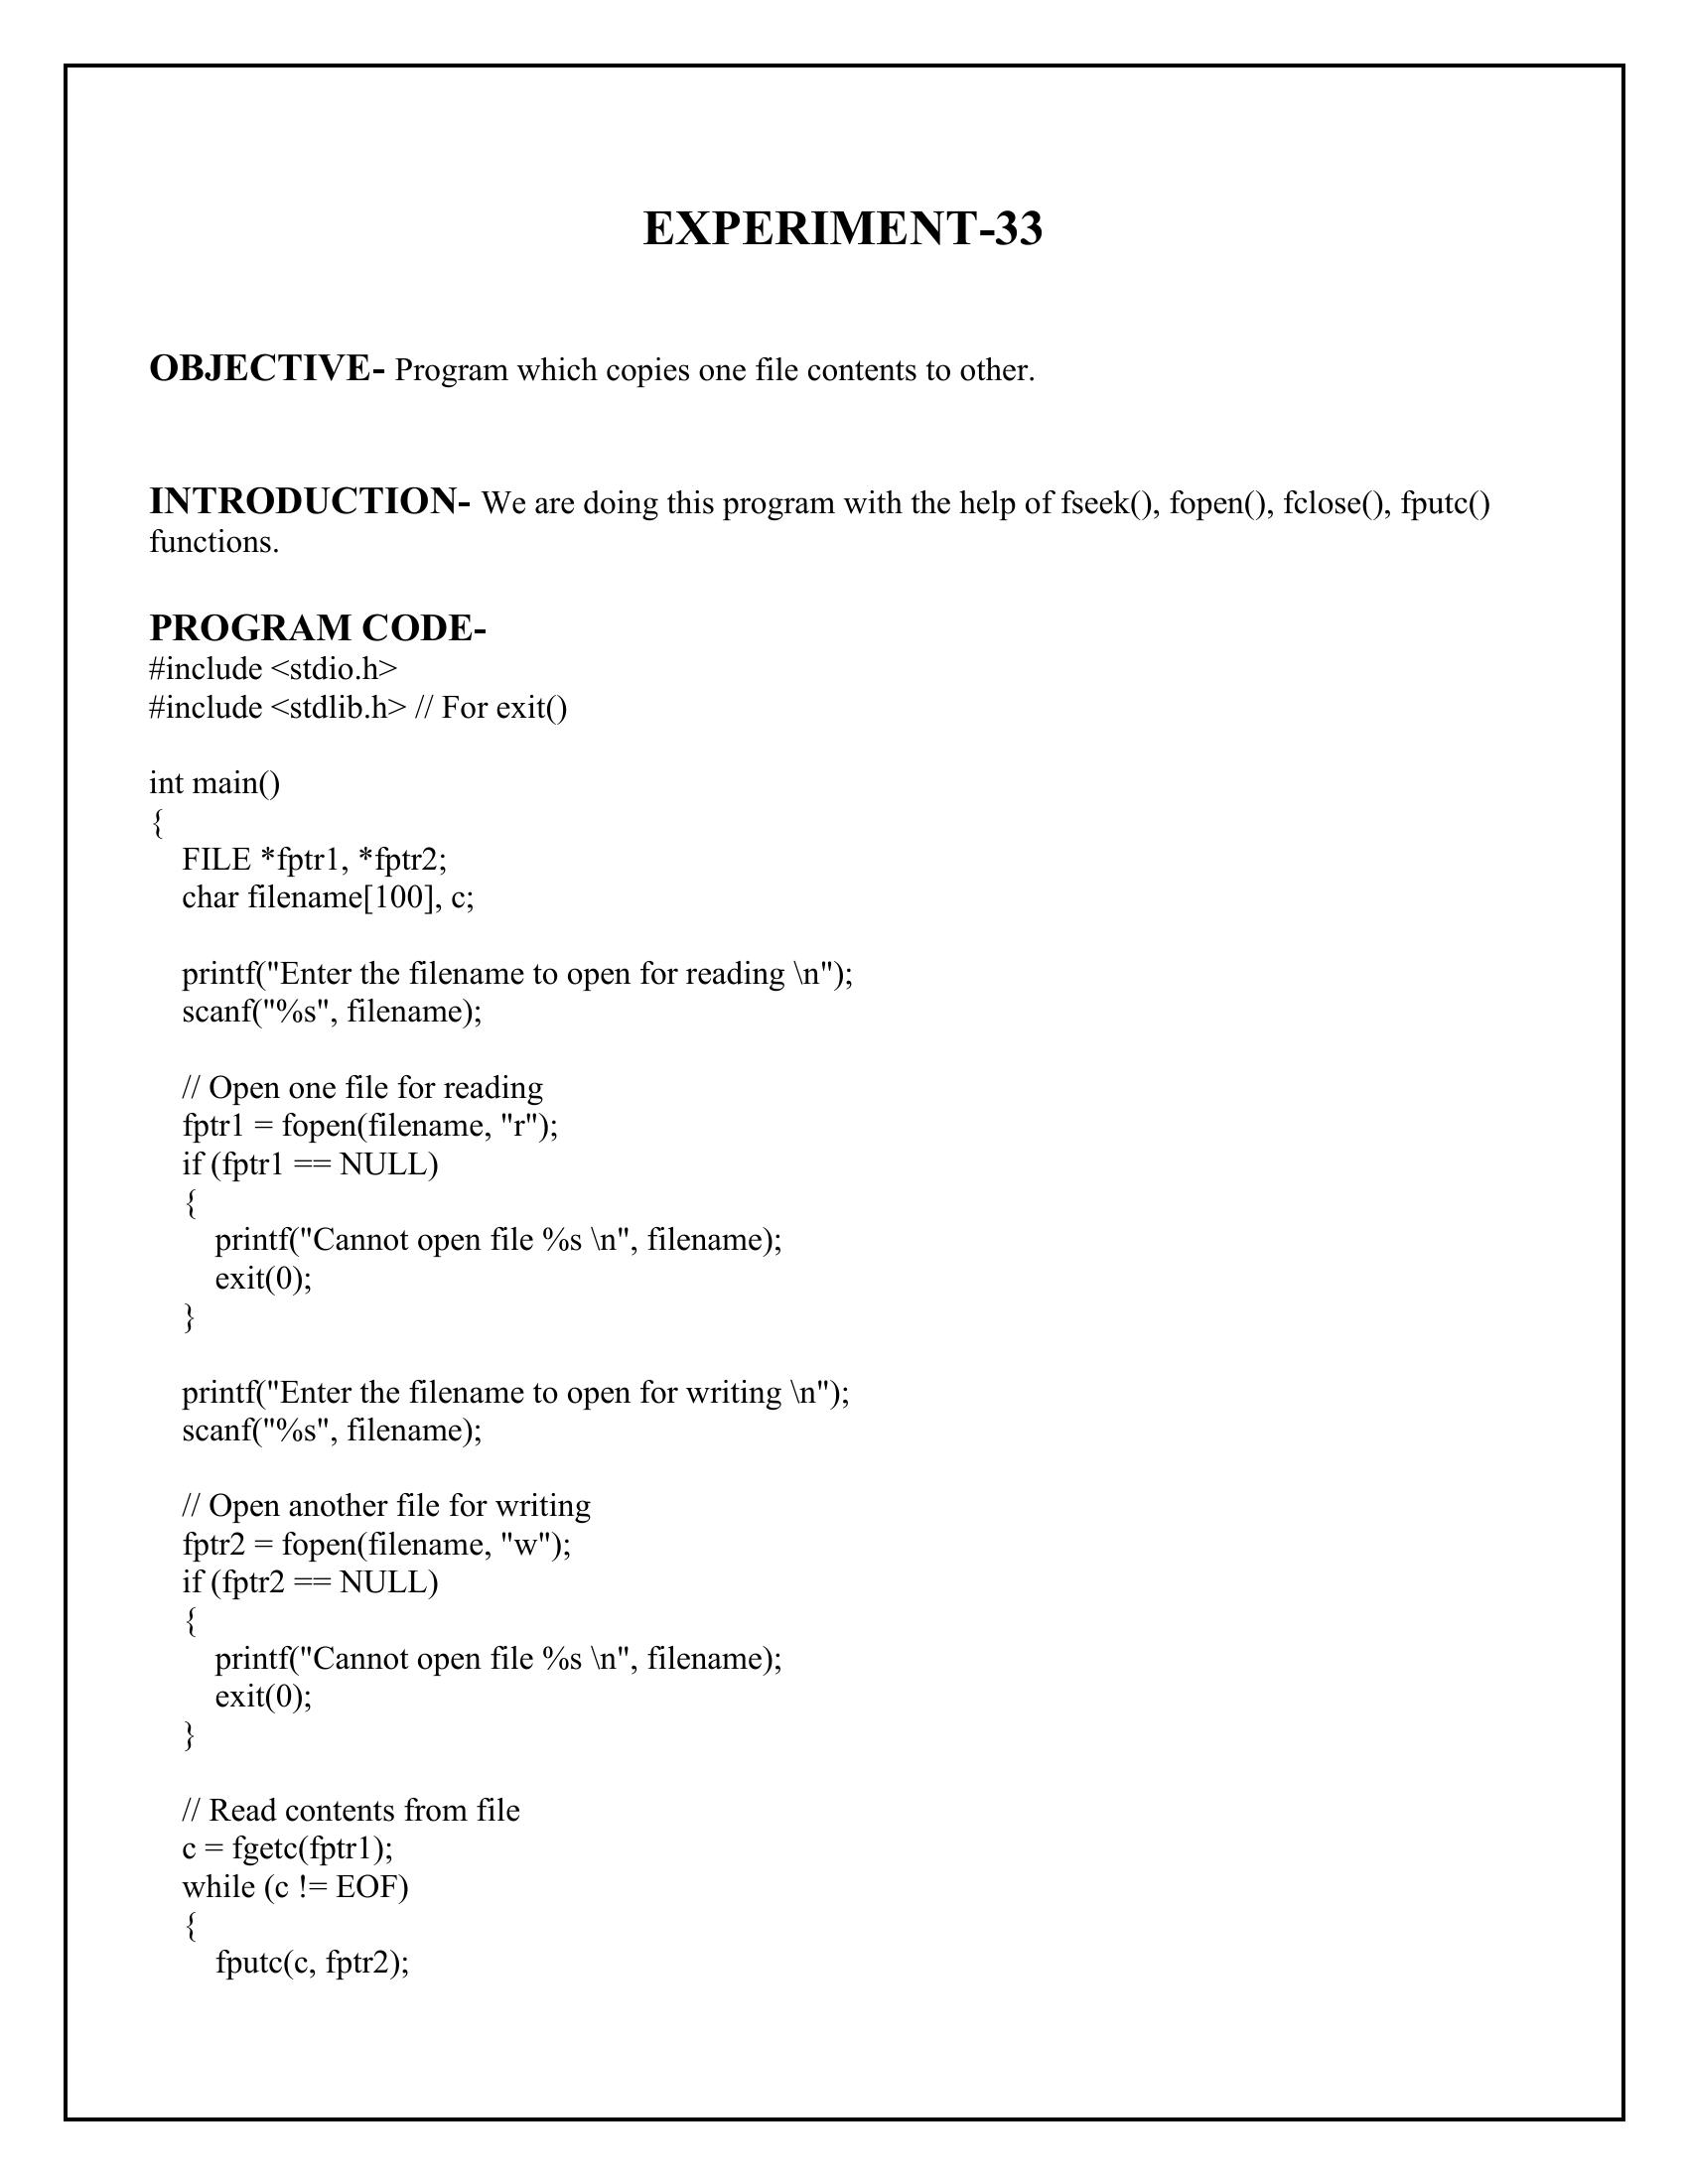 EXPERIMENT-33
OBJECTIVE- Program which copies one file contents to other.
INTRODUCTION- We are doing this program with the help of fseek(), fopen(), fclose(), fputc()
functions.
PROGRAM CODE-
#include <stdio.h>
#include <stdlib.h> // For exit()
int main()
{
FILE *fptr1, *fptr2;
char filename[100], c;
printf("Enter the filename to open for reading \n");
scanf("%s", filename);
// Open one file for reading
fptr1 = fopen(filename, "r");
if (fptr1 == NULL)
{
printf("Cannot open file %s \n", filename);
exit(0);
}
printf("Enter the filename to open for writing \n");
scanf("%s", filename);
// Open another file for writing
fptr2 = fopen(filename, "w");
if (fptr2 == NULL)
{
printf("Cannot open file %s \n", filename);
exit(0);
}
// Read contents from file
c = fgetc(fptr1);
while (c != EOF)
{
fputc(c, fptr2);